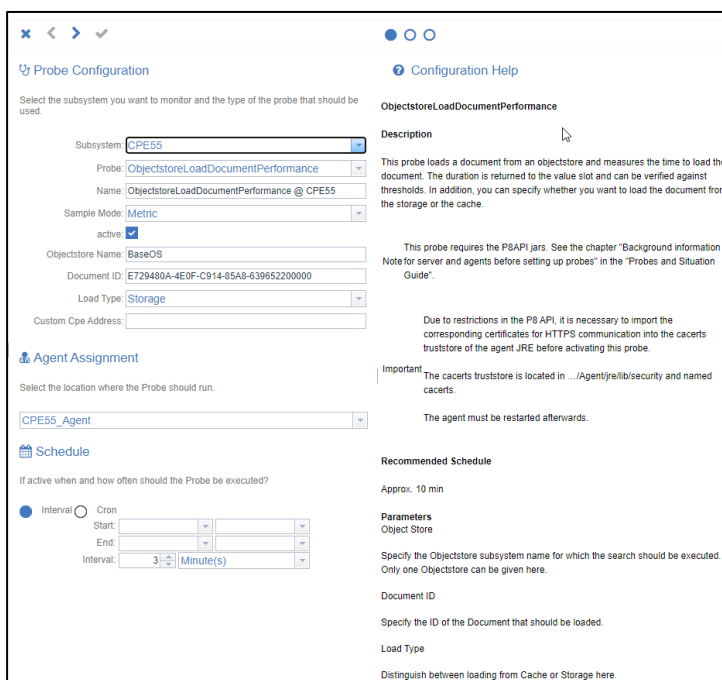 Probe Configuration
Select the subsystem you want to monitor and the type of the probe that should be
used.
Subsystem: CPE55
Probe: ObjectstoreLoadDocumentPerformance
Name: ObjectstoreLoadDocumentPerformance @ CPE55
Sample Mode: Metric
active:
Objectstore Name: BaseOS
Document ID: E729480A-4E0F-C914-85A8-639652200000
Load Type: Storage
Custom Cpe Address:
Agent Assignment
Select the location where the Probe should run.
CPE55_Agent
Schedule
If active when and how often should the Probe be executed?
Interval Cron
Start:
End:
Interval: 3 Minute(s)
Configuration Help
ObjectstoreLoadDocumentPerformance
Description
This probe loads a document from an objectstore and measures the time to load the
document. The duration is returned to the value slot and can be verified against
thresholds. In addition, you can specify whether you want to load the document from
the storage or the cache.
This probe requires the P8API jars. See the chapter "Background information
Note for server and agents before setting up probes" in the "Probes and Situation
Guide".
Due to restrictions in the P8 API, it is necessary to import the
corresponding certificates for HTTPS communication into the cacerts
truststore of the agent JRE before activating this probe.
Important
The cacerts truststore is located in …/Agent/jre/lib/security and named
cacerts.
The agent must be restarted afterwards.
Recommended Schedule
Approx. 10 min
Parameters
Object Store
Specify the Objectstore subsystem name for which the search should be executed.
Only one Objectstore can be given here.
Document ID
Specify the ID of the Document that should be loaded.
Load Type
Distinguish between loading from Cache or Storage here.